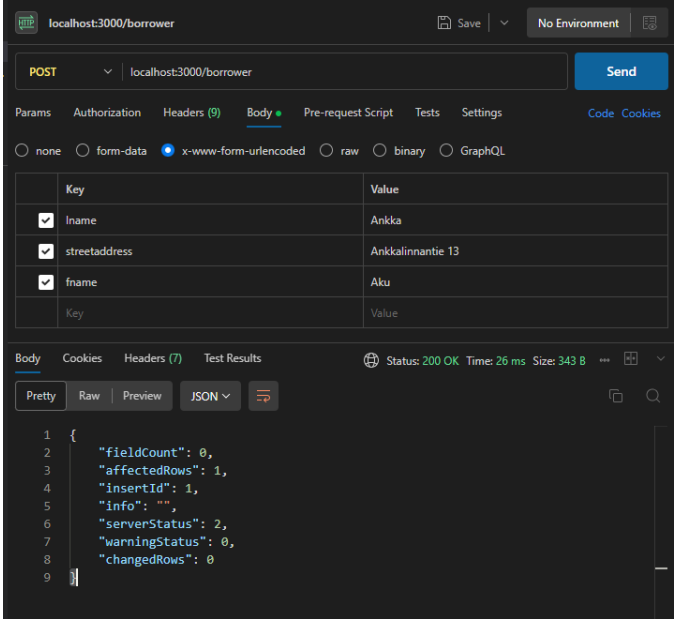 HTTP localhost:3000/borrower Save No Environment
POST localhost:3000/borrower Send
Params Authorization Headers (9) Body Pre-request Script Tests Settings Code Cookies
none form-data x-www-form-urlencoded raw binary GraphQL
Key Value
lname Ankka
streetaddress Ankkalinnantie 13
fname Aku
Key Value
Body Cookies Headers (7) Test Results Status: 200 OK Time: 26 ms Size: 343 B
Pretty Raw Preview JSON
1 {
2 "fieldCount": 0,
3 "affectedRows": 1,
4 "insertId": 1,
5 "info": "",
6 "serverStatus": 2,
7 "warningStatus": 0,
8 "changedRows": 0
9 }